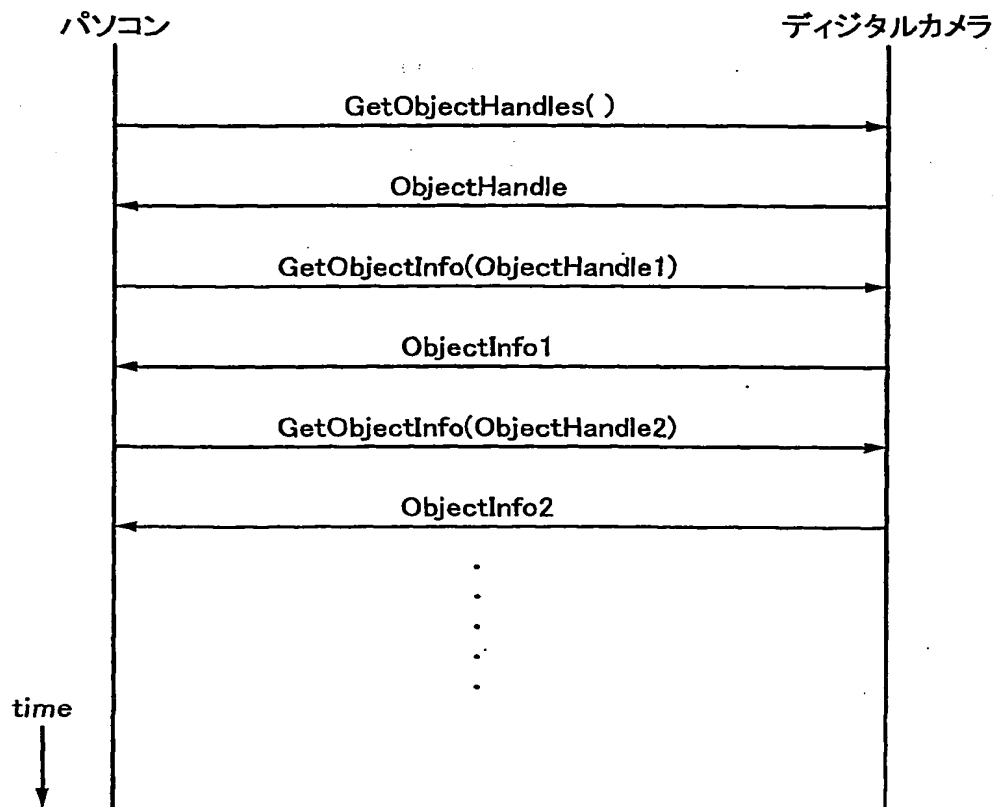 パソコン
ディジタルカメラ
GetObjectHandles( )
ObjectHandle
GetObjectInfo(ObjectHandle1)
ObjectInfo1
GetObjectInfo(ObjectHandle2)
ObjectInfo2
time